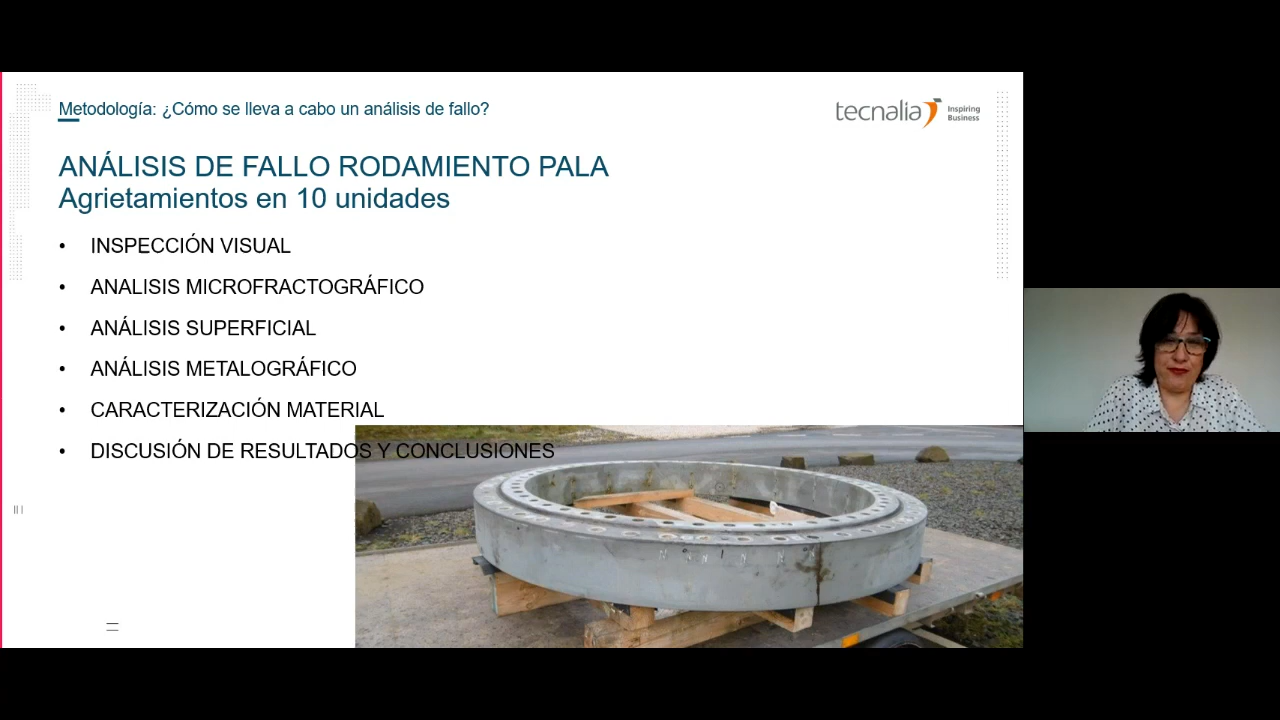 Metodología: ¿Cómo se lleva a cabo un análisis de fallo?
tecnalia Inspiring
Business
ANÁLISIS DE FALLO RODAMIENTO PALA
Agrietamientos en 10 unidades
• INSPECCIÓN VISUAL
• ANALISIS MICROFRACTOGRÁFICO
• ANÁLISIS SUPERFICIAL
• ANÁLISIS METALOGRÁFICO
• CARACTERIZACIÓN MATERIAL
• DISCUSIÓN DE RESULTADOS Y CONCLUSIONES